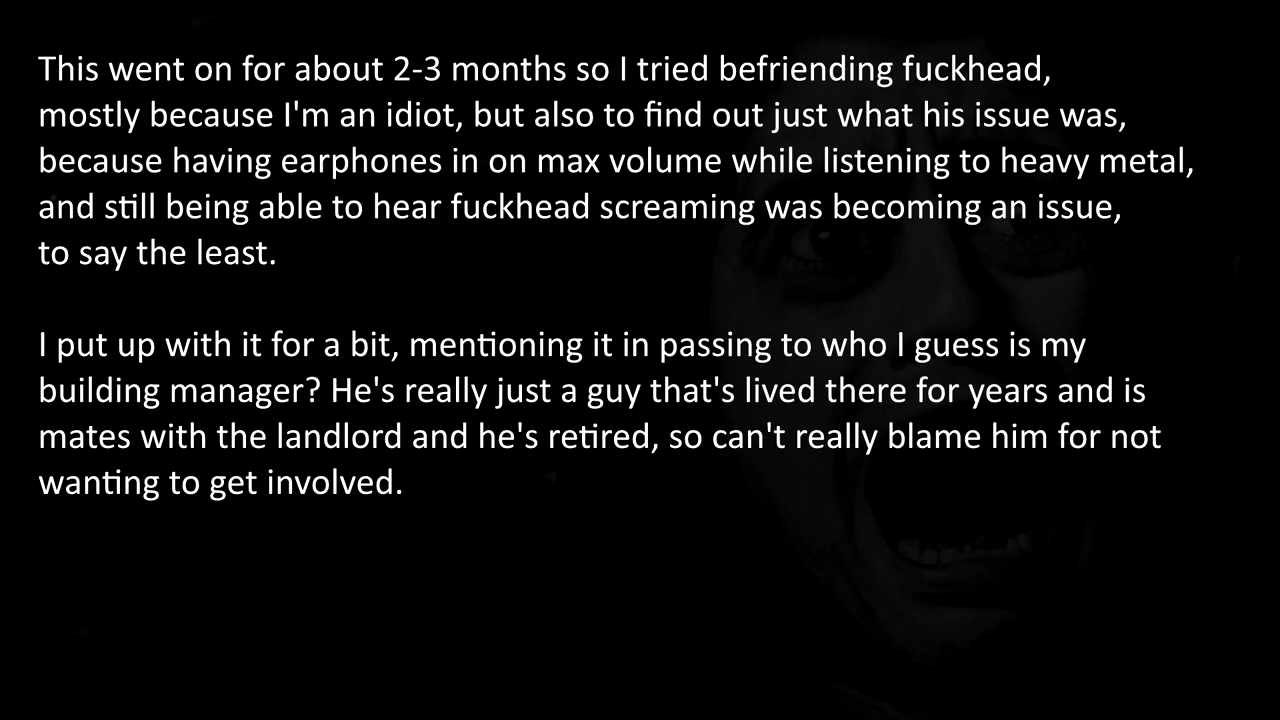 This went on for about 2-3 months so I tried befriending fuckhead,
mostly because I'm an idiot, but also to find out just what his issue was,
because having earphones in on max volume while listening to heavy metal,
and still being able to hear fuckhead screaming was becoming an issue,
to say the least.
I put up with it for a bit, mentioning it in passing to who I guess is my
building manager? He's really just a guy that's lived there for years and is
mates with the landlord and he's retired, so can't really blame him for not
wanting to get involved.